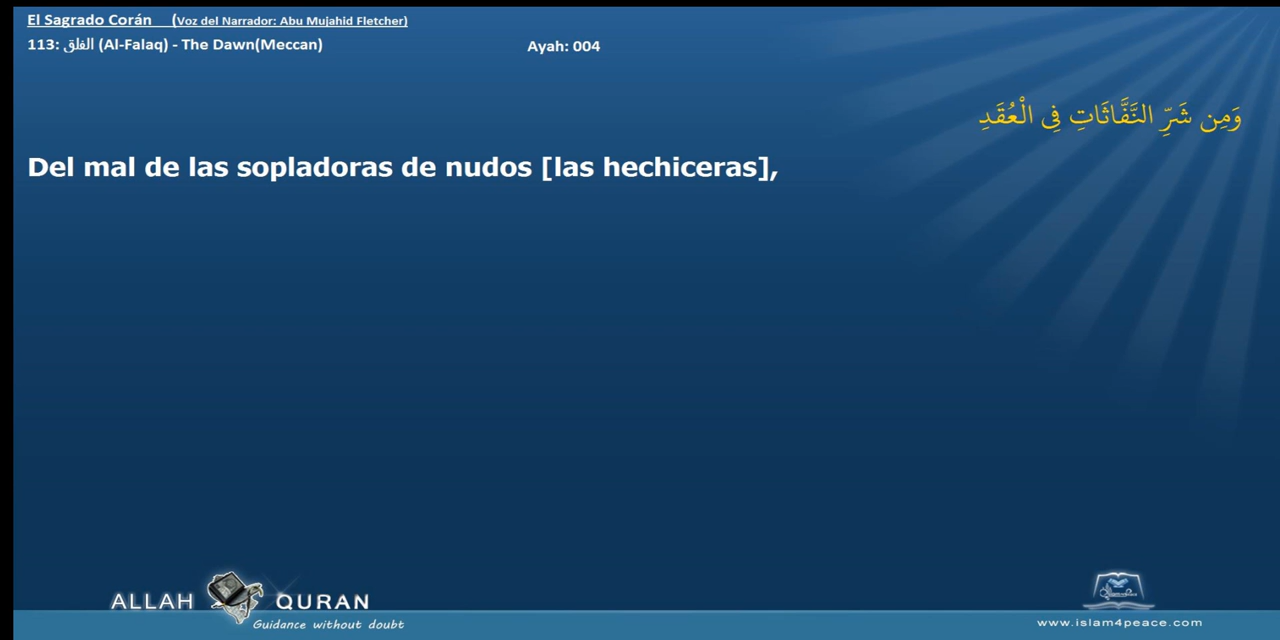 El Sagrado Corán (Voz del Narrador: Abu Mujahid Fletcher)
113: الفلق (Al-Falaq) - The Dawn(Meccan)
Ayah: 004
وَمِن شَرِّ النَّفَّاثَاتِ فِي الْعُقَدِ
Del mal de las sopladoras de nudos [las hechiceras],
ALLAH QURAN
Guidance without doubt
www.islam4peace.com